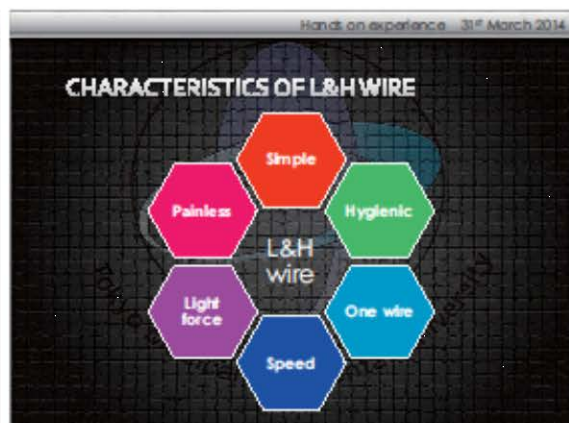 Hands on experience 31st March 2014
CHARACTERISTICS OF L&H WIRE
Simple
Painless
Hygienic
L&H
wire
Light
force
One wire
Speed